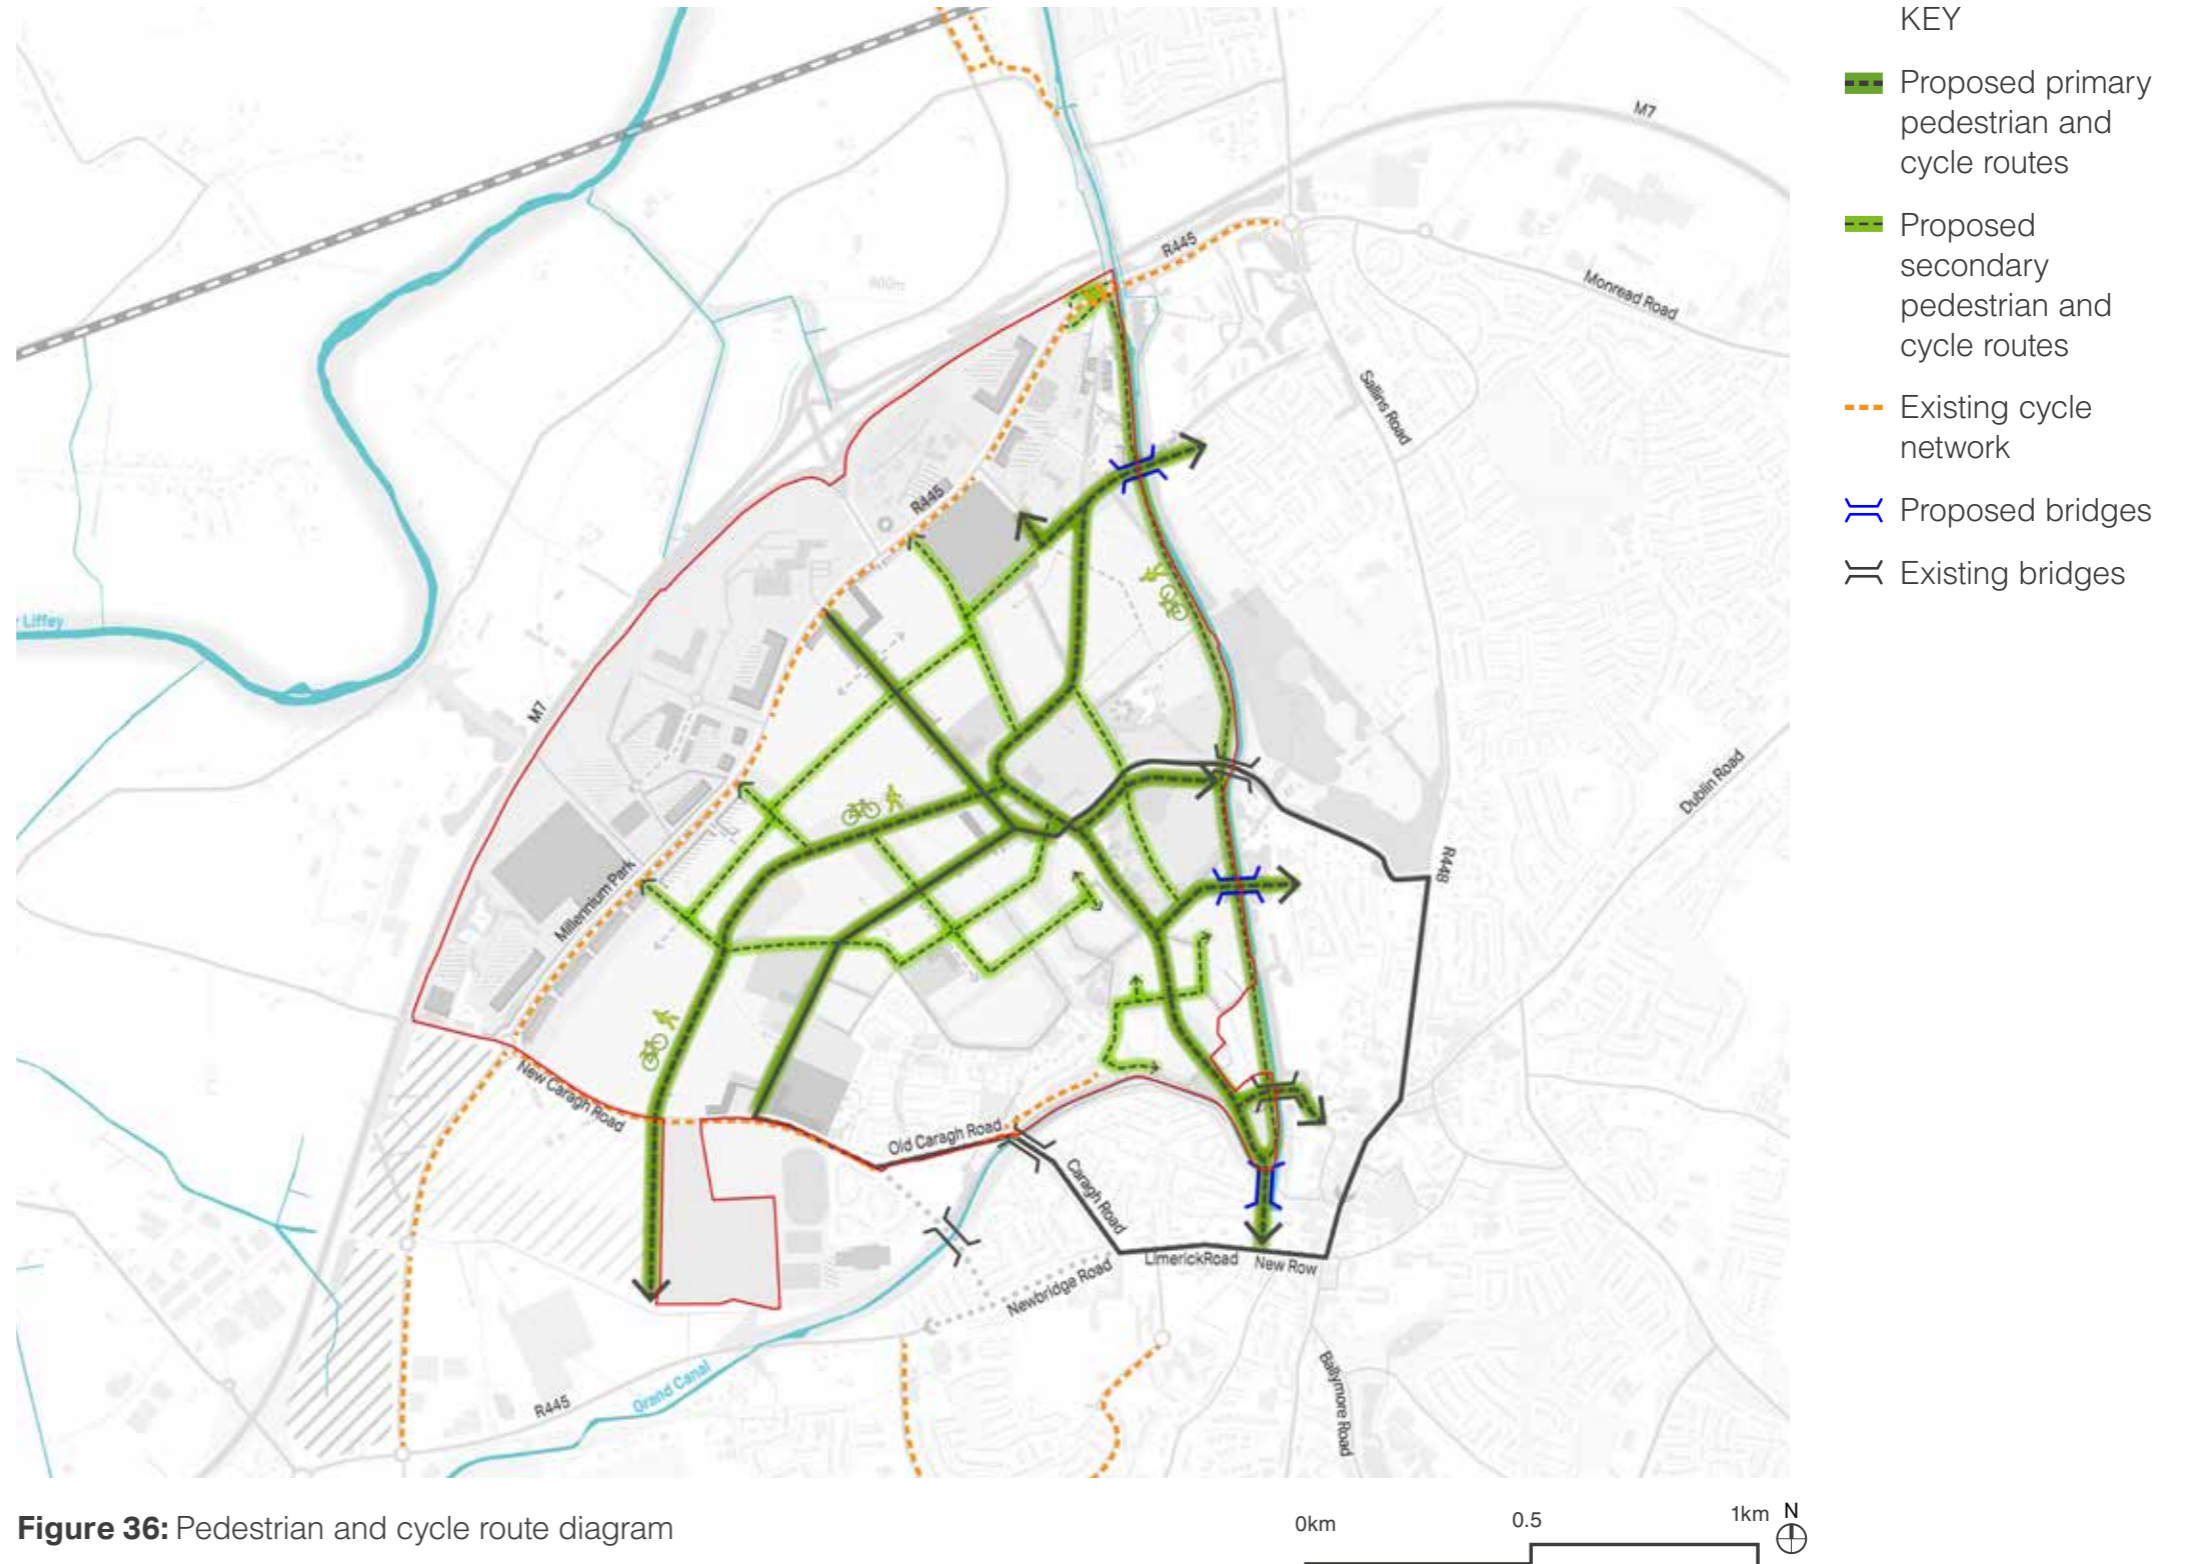 KEY
Proposed primary
pedestrian and
cycle routes
Proposed
secondary
pedestrian and
cycle routes
Existing cycle
network
Proposed bridges
Existing bridges
M7
R445
Monread Road
800m
Sallins Road
R445
Liffey
M7
Dublin Road
R448
Millennium Park
New Caragh Road
Old Caragh Road
Caragh Road
LimerickRoad
New Row
Newbridge Road
Ballymore Road
Grand Canal
R445
Figure 36: Pedestrian and cycle route diagram
0km
0.5
1km
N